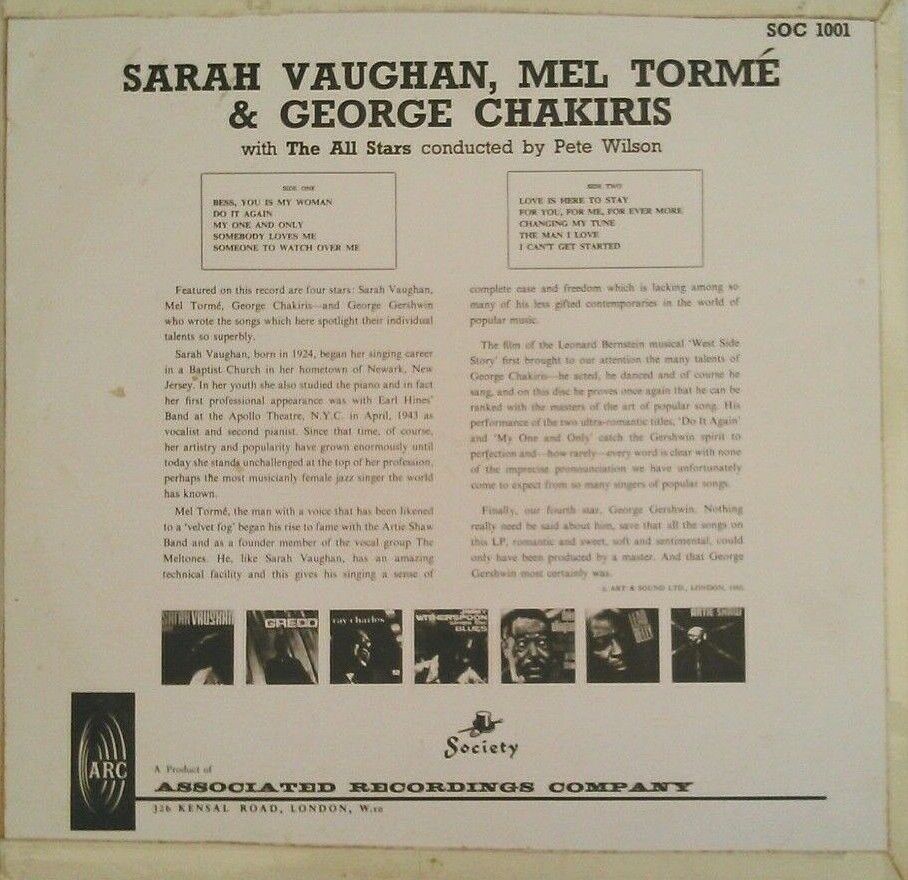 SOC 1001
SARAH VAUGHAN, MEL TORMÉ
& GEORGE CHAKIRIS
with The All Stars conducted by Pete Wilson
SIDE ONE
BESS, YOU IS MY WOMAN
DO IT AGAIN
MY ONE AND ONLY
SOMEBODY LOVES ME
SOMEONE TO WATCH OVER ME
SIDE TWO
LOVE IS HERE TO STAY
FOR YOU, FOR ME, FOR EVER MORE
CHANGING MY TUNE
THE MAN I LOVE
I CAN'T GET STARTED
Featured on this record are four stars: Sarah Vaughan,
Mel Tormé, George Chakiris—and George Gershwin
who wrote the songs which here spotlight their individual
talents so superbly.
Sarah Vaughan, born in 1924, began her singing career
in a Baptist Church in her hometown of Newark, New
Jersey. In her youth she also studied the piano and in fact
her first professional appearance was with Earl Hines'
Band at the Apollo Theatre, N.Y.C. in April, 1943 as
vocalist and second pianist. Since that time, of course,
her artistry and popularity have grown enormously until
today she stands unchallenged at the top of her profession,
perhaps the most musicianly female jazz singer the world
has known.
Mel Tormé, the man with a voice that has been likened
to a 'velvet fog' began his rise to fame with the Artie Shaw
Band and as a founder member of the vocal group The
Meltones. He, like Sarah Vaughan, has an amazing
technical facility and this gives his singing a sense of
complete ease and freedom which is lacking among so
many of his less gifted contemporaries in the world of
popular music.
The film of the Leonard Bernstein musical 'West Side
Story' first brought to our attention the many talents of
George Chakiris—he acted, he danced and of course he
sang, and on this disc he proves once again that he can be
ranked with the masters of the art of popular song. His
performance of the two ultra-romantic titles, 'Do It Again'
and 'My One and Only' catch the Gershwin spirit to
perfection and—how rarely—every word is clear with none
of the imprecise pronunciation we have unfortunately
come to expect from so many singers of popular songs.
Finally, our fourth star, George Gershwin. Nothing
really need be said about him, save that all the songs on
this LP, romantic and sweet, soft and sentimental, could
only have been produced by a master. And that George
Gershwin most certainly was.
ART & SOUND LTD., LONDON,
SARAH VAUGHAN
GRECO
ray charles
WITHERSPOON
BLUES
LEAD
BELLY
ARTIE SHAW
Society
ARC
A Product of
ASSOCIATED RECORDINGS COMPANY
326 KENSAL ROAD, LONDON, W.10